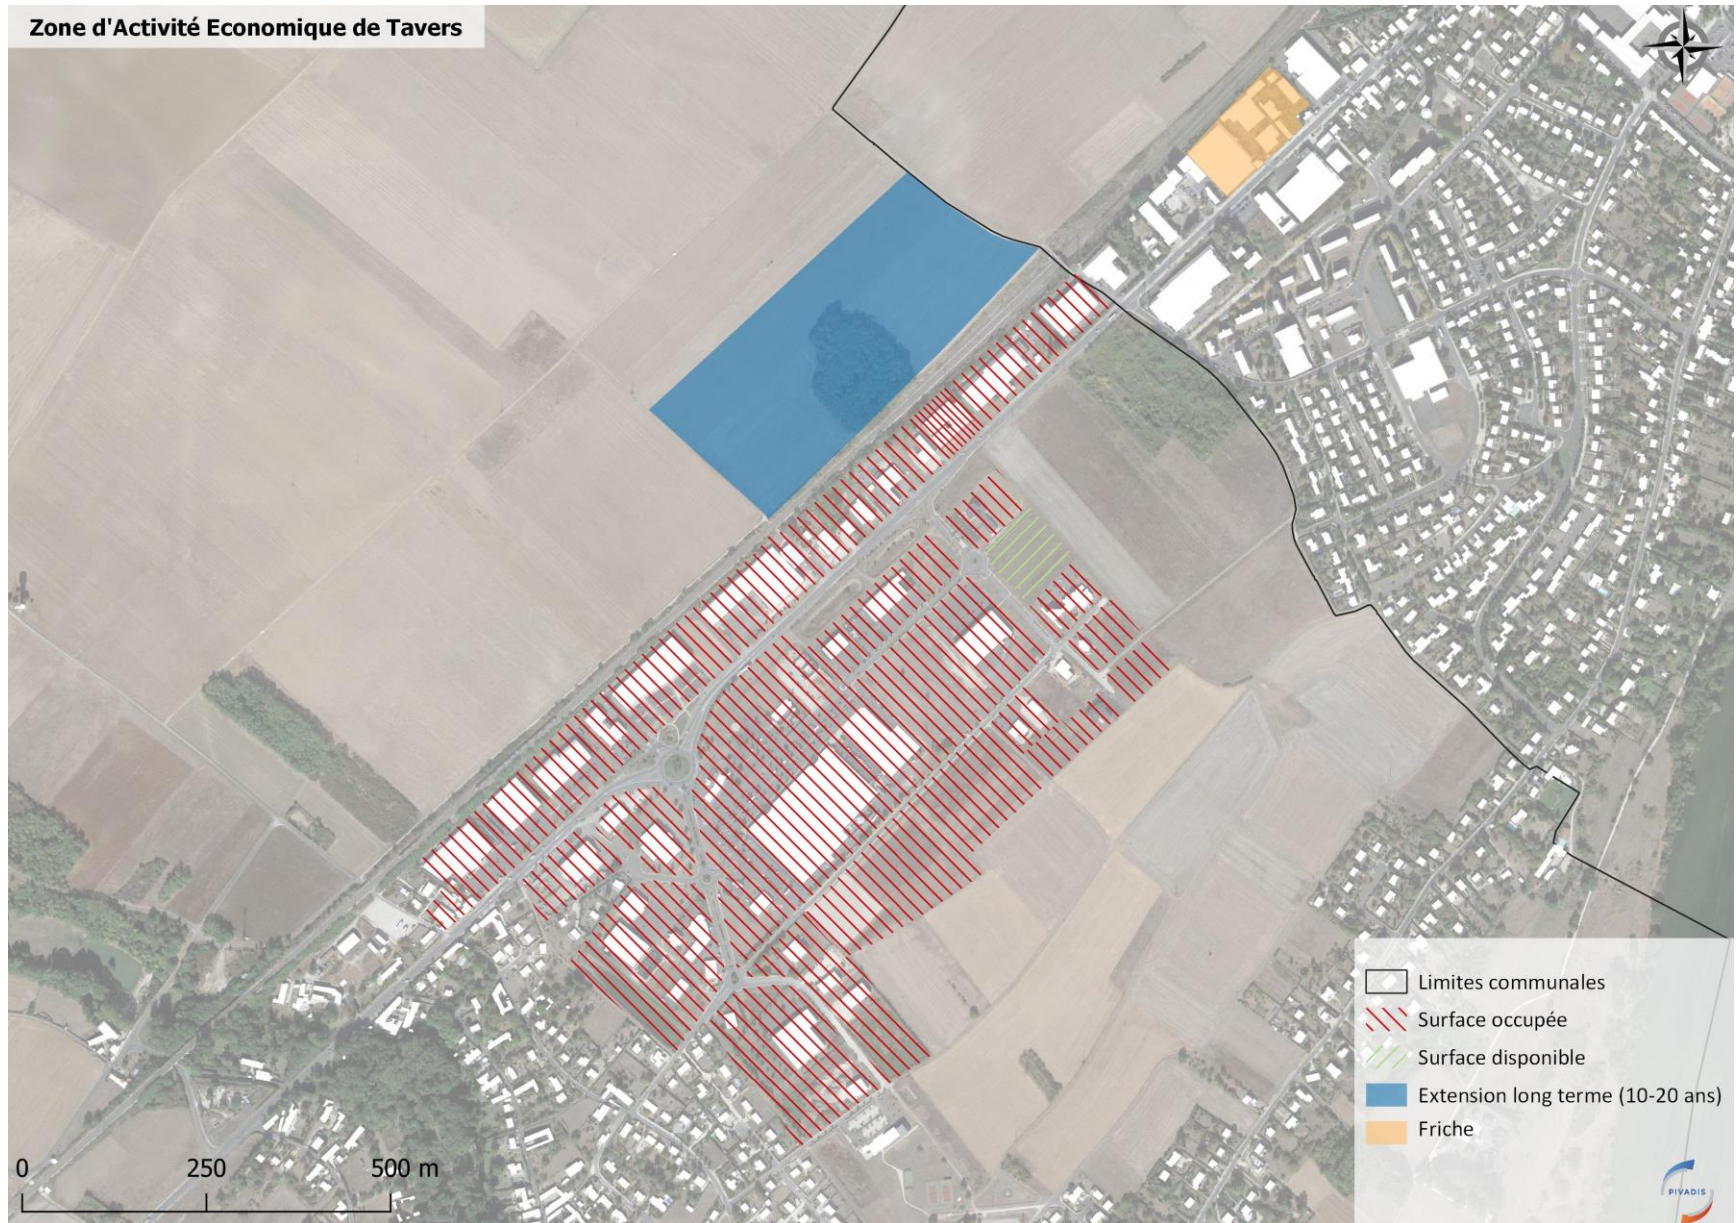 Zone d'Activité Economique de Tavers
Limites communales
Surface occupée
Surface disponible
Extension long terme (10-20 ans)
Friche
0 250 500 m
PIVADIS